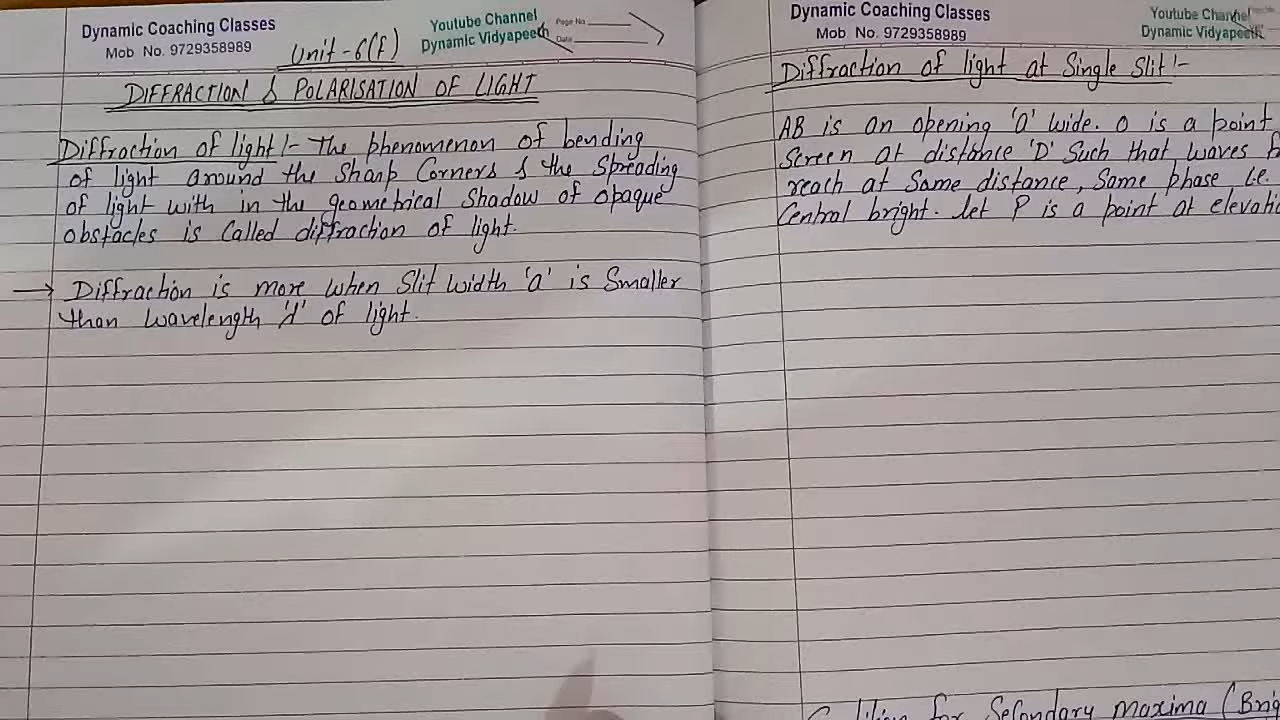 Dynamic Coaching Classes
Mob No. 9729358989
Youtube Channel
Dynamic Vidyapeeth
Page No
Date
Unit-6(f)
DIFFRACTION & POLARISATION OF LIGHT
Diffraction of light :- The phenomenon of bending
of light around the sharp corners & the spreading
of light with in the geometrical shadow of opaque
obstacles is called diffraction of light.
→ Diffraction is more when slit width 'a' is smaller
than wavelength 'λ' of light.
Dynamic Coaching Classes
Mob No. 9729358989
Youtube Channel
Dynamic Vidyapeeth
Diffraction of light at Single Slit :-
AB is an opening 'a' wide. O is a point
Screen at distance 'D' such that waves
reach at same distance, same phase, i.e.
Central bright. Let P is a point at
for Secondary maxima